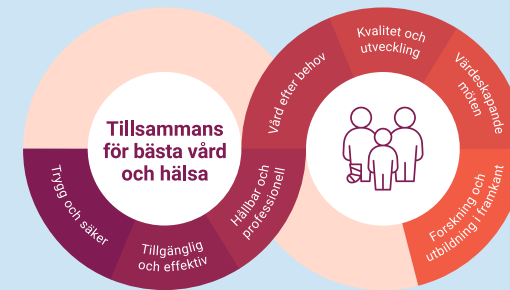 Tillsammans
för bästa vård
och hälsa
Trygg och säker
Tillgänglig
och effektiv
Hållbar och
professionell
Vård efter behov
Kvalitet och
utveckling
Värdeskapande
möten
Forskning och
utbildning i framkant